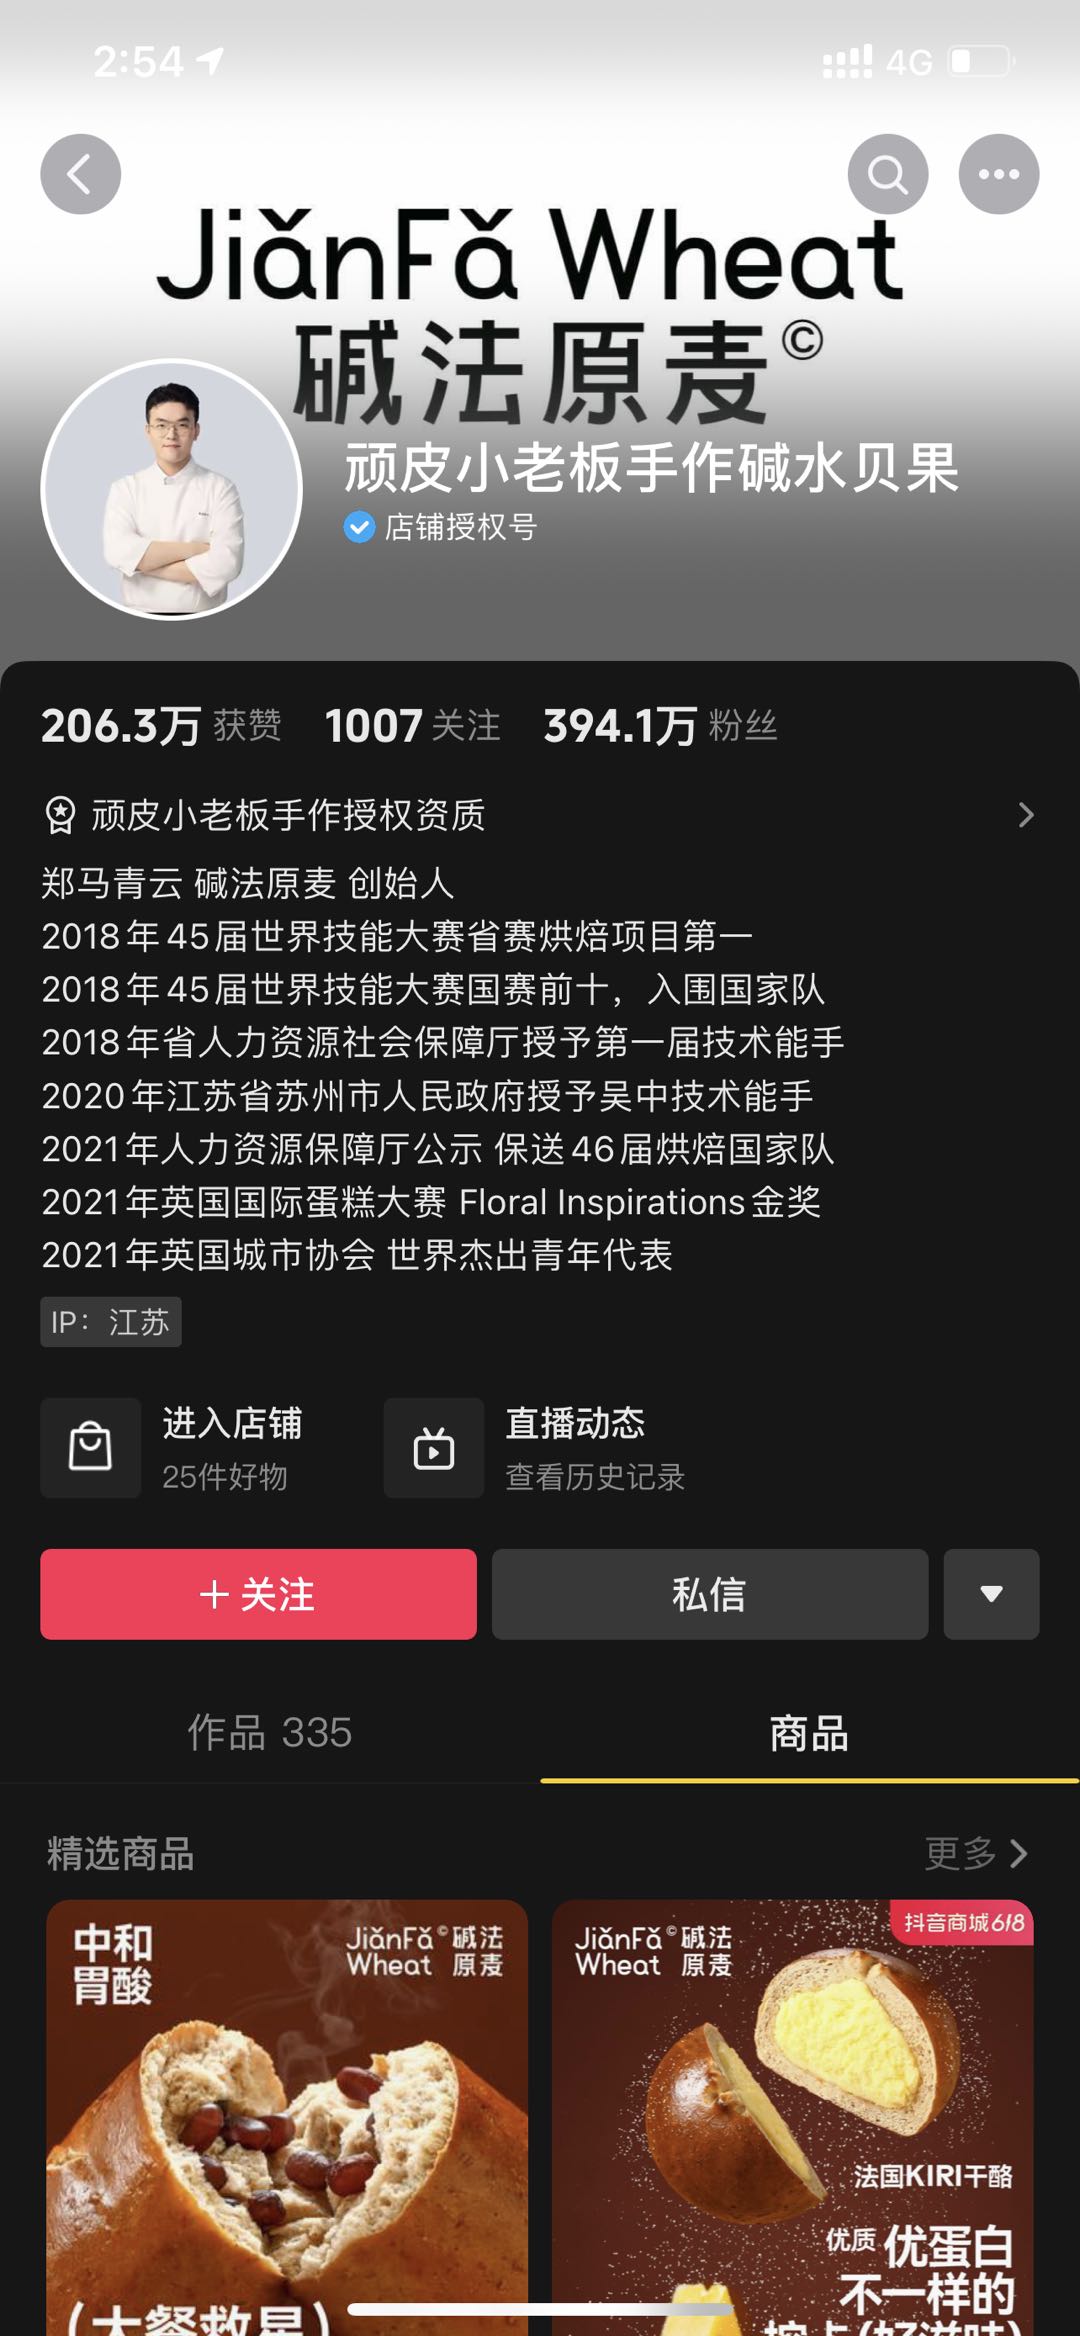 2:54
4G
JiǎnFǎ Wheat
碱法原麦©
顽皮小老板手作碱水贝果
店铺授权号
206.3万 获赞 1007 关注 394.1万 粉丝
顽皮小老板手作授权资质
郑马青云 碱法原麦 创始人
2018年45届世界技能大赛省赛烘焙项目第一
2018年45届世界技能大赛国赛前十，入围国家队
2018年省人力资源社会保障厅授予第一届技术能手
2020年江苏省苏州市人民政府授予吴中技术能手
2021年人力资源保障厅公示 保送46届烘焙国家队
2021年英国国际蛋糕大赛 Floral Inspirations金奖
2021年英国城市协会 世界杰出青年代表
IP：江苏
进入店铺
25件好物
直播动态
查看历史记录
＋关注
私信
作品 335
商品
精选商品
更多
中和
胃酸
JiǎnFǎ©碱法
Wheat 原麦
(大餐救星)
抖音商城618
JiǎnFǎ©碱法
Wheat 原麦
法国KIRI干酪
优质 优蛋白
不一样的
(好滋味)